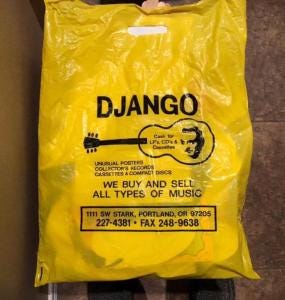 DJANGO
Cash for
LP's, CD's &
Cassettes
UNUSUAL POSTERS
COLLECTOR'S RECORDS
CASSETTES & COMPACT DISCS
WE BUY AND SELL
ALL TYPES OF MUSIC
1111 SW STARK, PORTLAND, OR 97205
227-4381 • FAX 248-9638